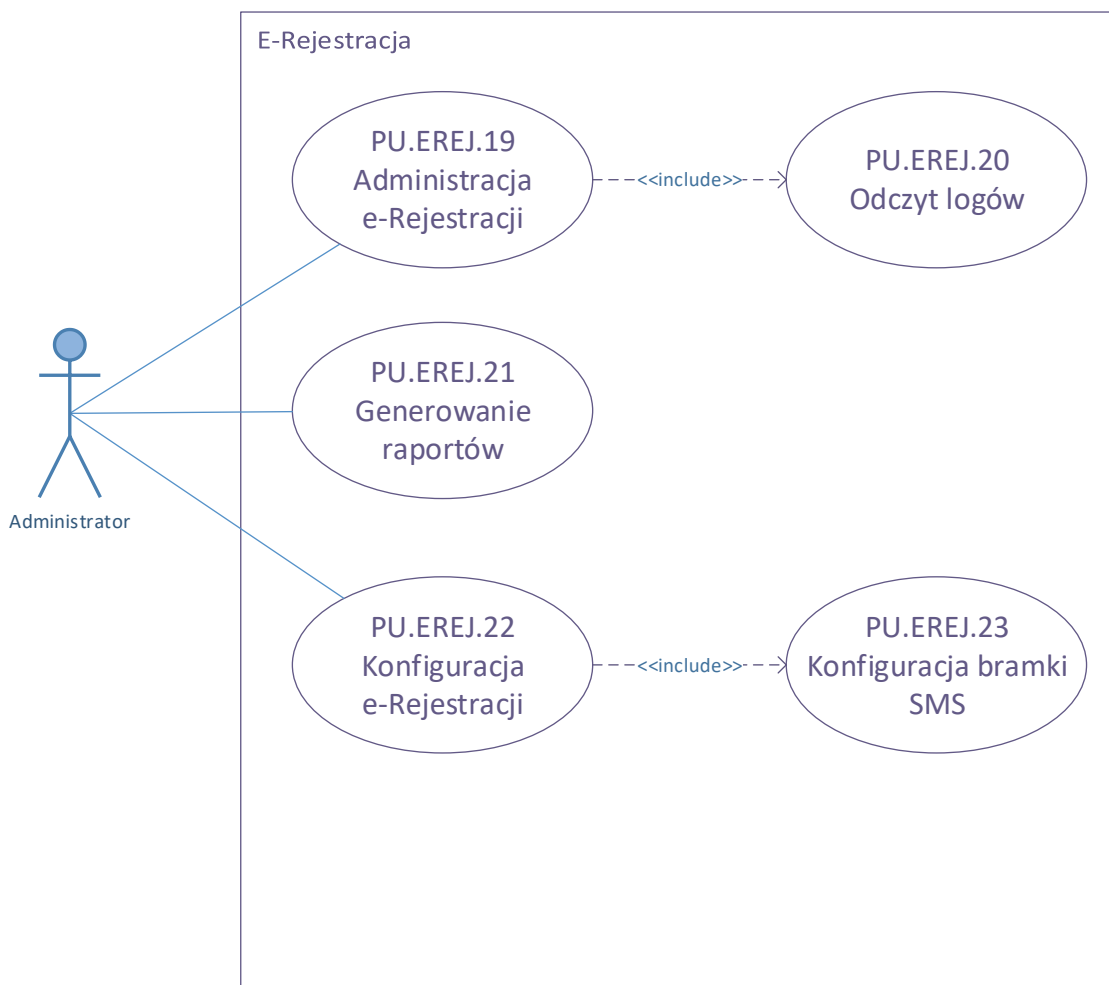 E-Rejestracja
PU.EREJ.19
Administracja
e-Rejestracji
<<include>>
PU.EREJ.20
Odczyt logów
PU.EREJ.21
Generowanie
raportów
Administrator
PU.EREJ.22
Konfiguracja
e-Rejestracji
<<include>>
PU.EREJ.23
Konfiguracja bramki
SMS